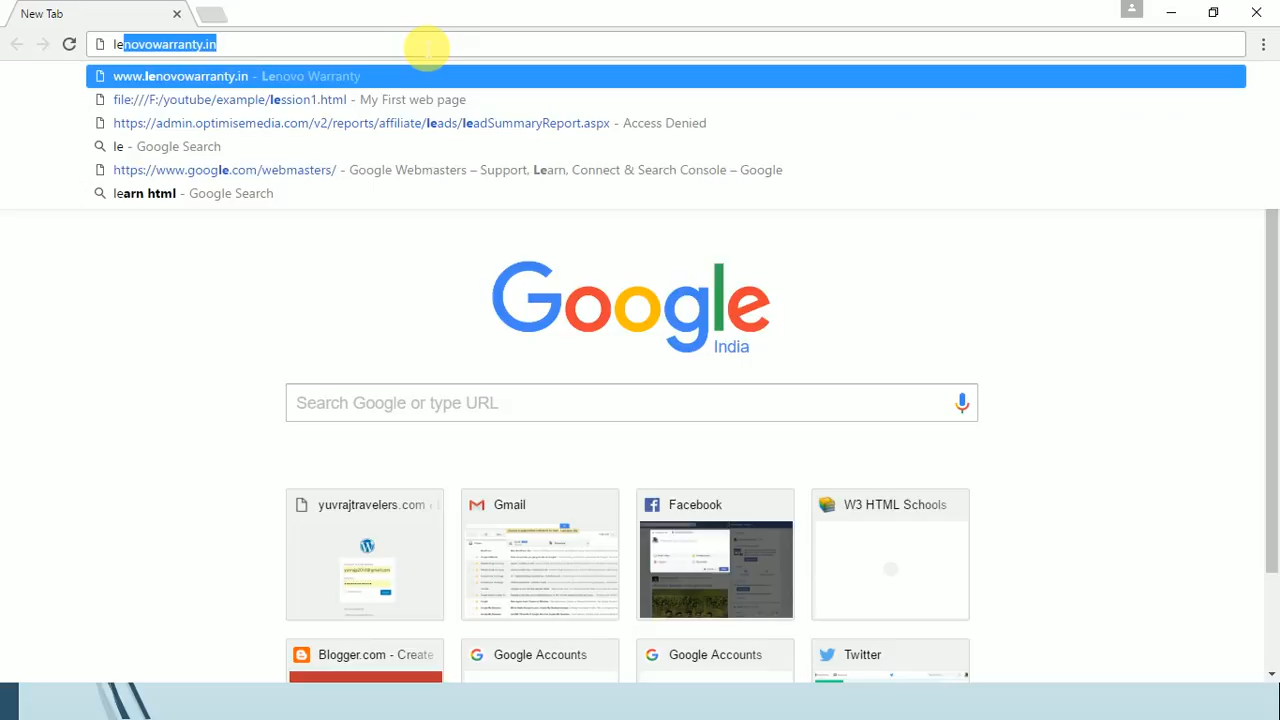 New Tab
lenovowarranty.in
www.lenovowarranty.in - Lenovo Warranty
file:///F:/youtube/example/lession1.html - My First web page
https://admin.optimisemedia.com/v2/reports/affiliate/leads/leadSummaryReport.aspx - Access Denied
le - Google Search
https://www.google.com/webmasters/ - Google Webmasters – Support, Learn, Connect & Search Console – Google
learn html - Google Search
Google
India
Search Google or type URL
yuvrajtravelers.com
Gmail
Facebook
W3 HTML Schools
Blogger.com - Create
Google Accounts
Google Accounts
Twitter